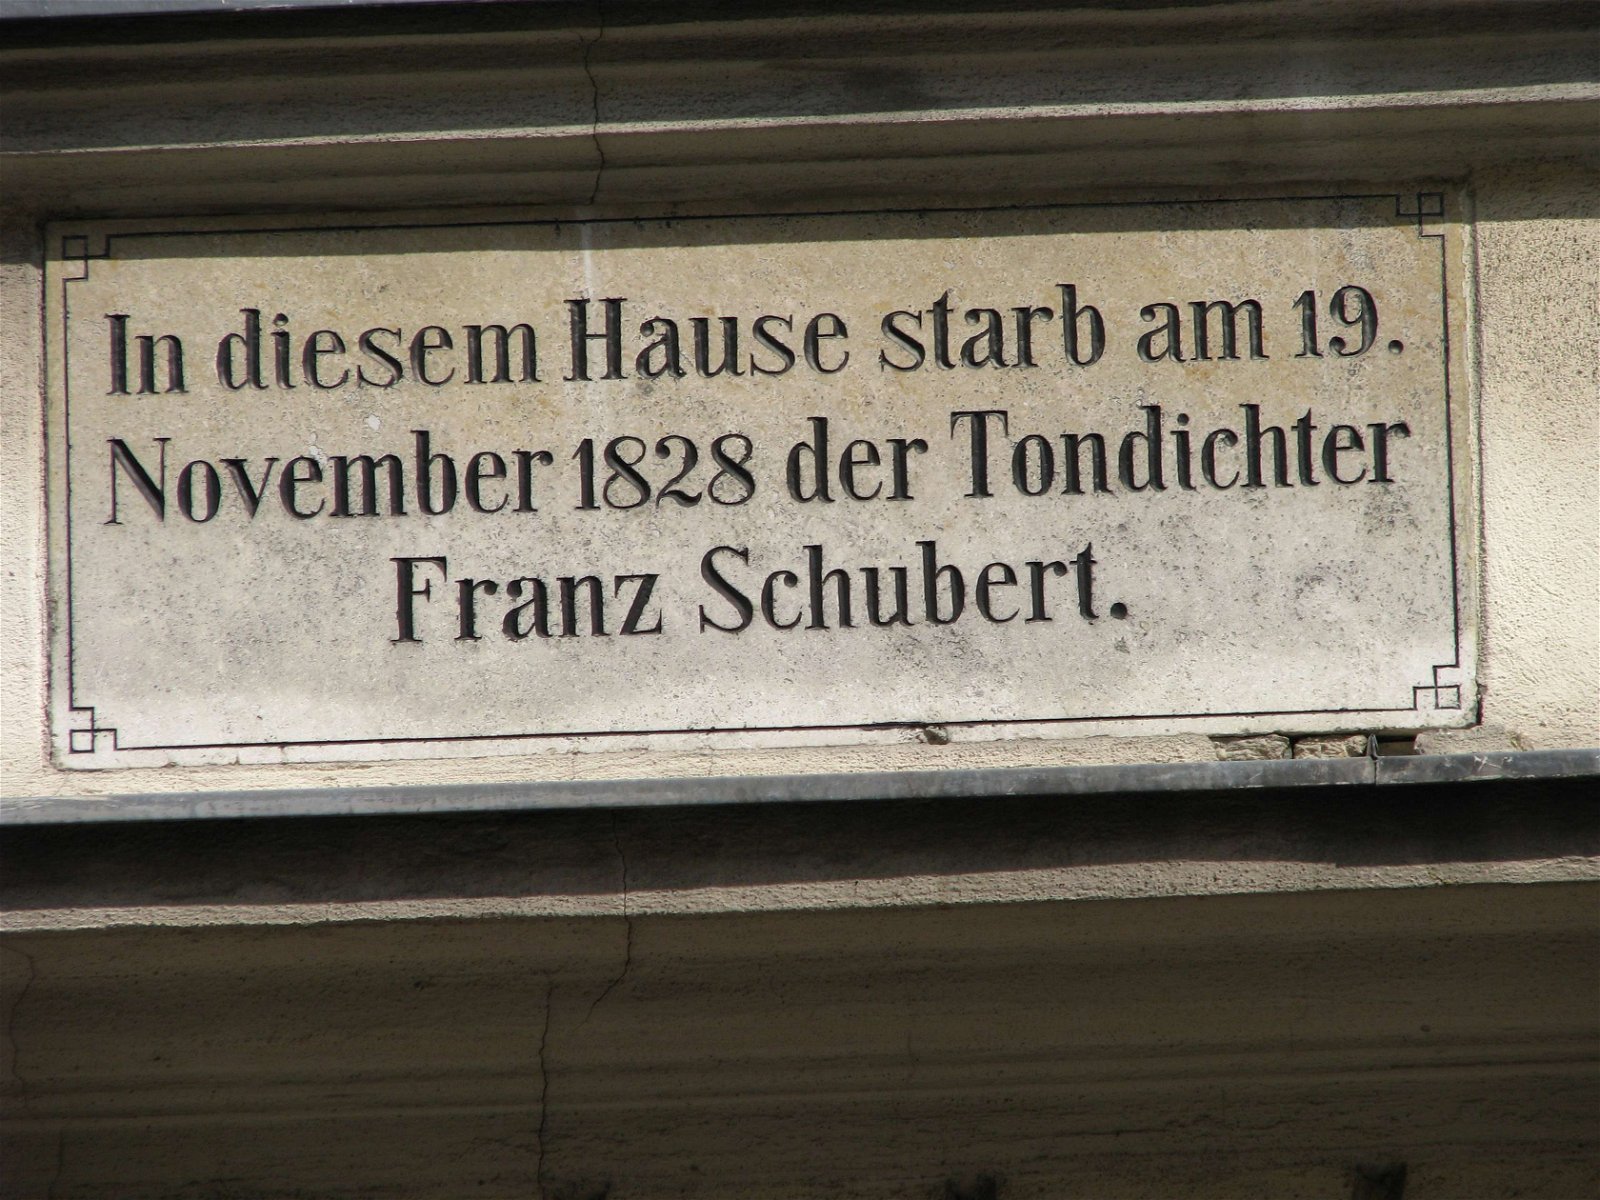 In diesem Hause starb am 19.
November 1828 der Tondichter
Franz Schubert.